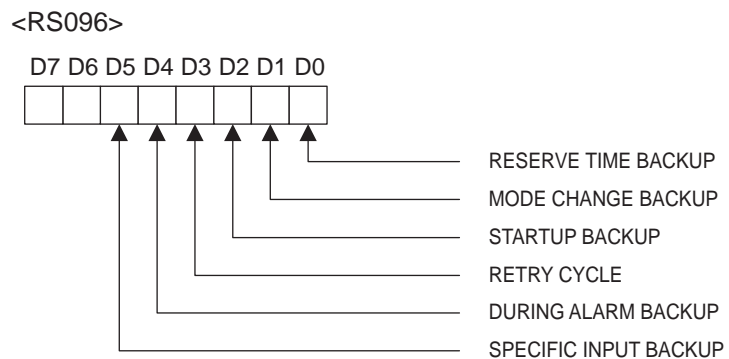 <RS096>
D7 D6 D5 D4 D3 D2 D1 D0
RESERVE TIME BACKUP
MODE CHANGE BACKUP
STARTUP BACKUP
RETRY CYCLE
DURING ALARM BACKUP
SPECIFIC INPUT BACKUP